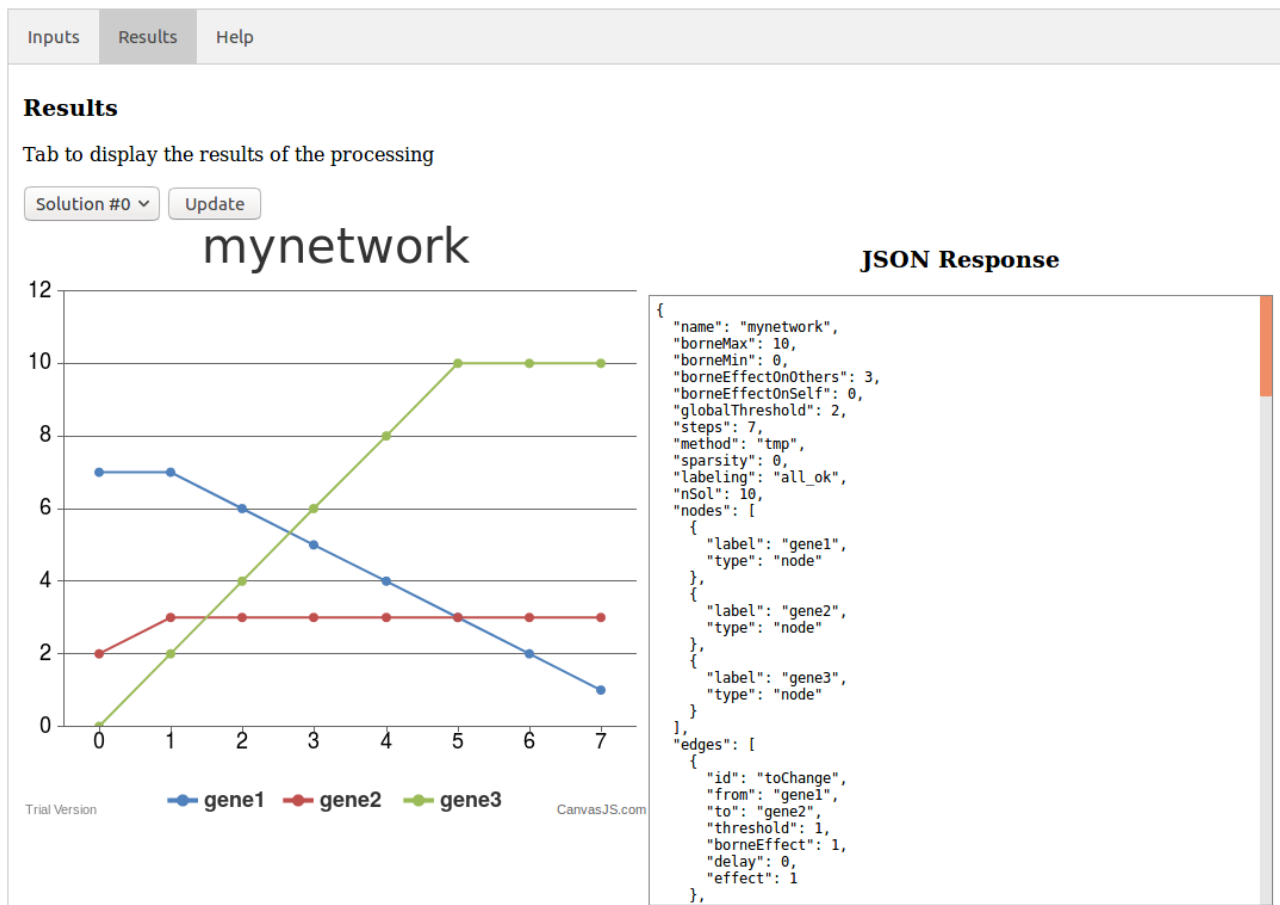 Inputs Results Help
Results
Tab to display the results of the processing
Solution #0 Update
mynetwork
12
10
8
6
4
2
0
0 1 2 3 4 5 6 7
gene1 gene2 gene3
Trial Version CanvasJS.com
JSON Response
{
  "name": "mynetwork",
  "borneMax": 10,
  "borneMin": 0,
  "borneEffectOnOthers": 3,
  "borneEffectOnSelf": 0,
  "globalThreshold": 2,
  "steps": 7,
  "method": "tmp",
  "sparsity": 0,
  "labeling": "all_ok",
  "nSol": 10,
  "nodes": [
    {
      "label": "gene1",
      "type": "node"
    },
    {
      "label": "gene2",
      "type": "node"
    },
    {
      "label": "gene3",
      "type": "node"
    }
  ],
  "edges": [
    {
      "id": "toChange",
      "from": "gene1",
      "to": "gene2",
      "threshold": 1,
      "borneEffect": 1,
      "delay": 0,
      "effect": 1
    },